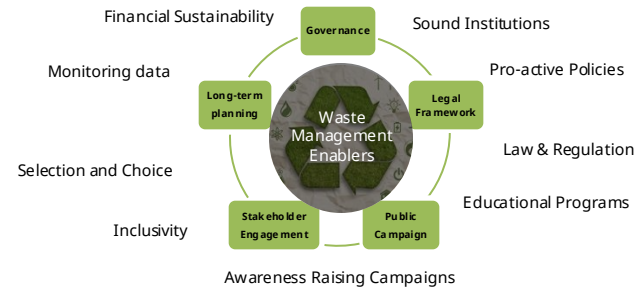 Financial Sustainability
Governance
Sound Institutions
Monitoring data
Pro-active Policies
Long-term
planning
Legal
Framework
Waste
Management
Enablers
Law & Regulation
Selection and Choice
Educational Programs
Stakeholder
Engagement
Public
Campaign
Inclusivity
Awareness Raising Campaigns